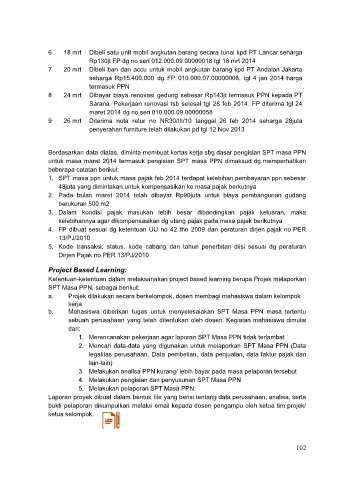 6 18 mrt Dibeli satu unit mobil angkutan barang secara tunai kpd PT Lancar seharga
Rp130jt FP dg no seri 012.000.09.00000018 tgl 18 mrt 2014
7 20 mrt Dibeli ban dan accu untuk mobil angkutan barang kpd PT Andalan Jakarta
seharga Rp15.400.000 dg FP 010.000.07.00000008. tgl 4 jan 2014 harga
termasuk PPN
8 24 mrt Dibayar biaya renovasi gedung sebesar Rp143jt termasuk PPN kepada PT
Sarana. Pekerjaan renovasi tsb selesai tgl 28 feb 2014. FP diterima tgl 24
maret 2014 dg no seri 010.000.09.00000058
9 26 mrt Diterima nota retur no NR30/III/10 tanggal 26 feb 2014 seharga 28juta
penyerahan furniture telah dilakukan pd tgl 12 Nov 2013
Berdasarkan data diatas, diminta membuat kertas kerja sbg dasar pengisian SPT masa PPN
untuk masa maret 2014 termasuk pengisian SPT masa PPN dimaksud dg memperhatikan
beberapa catatan berikut:
1. SPT masa ppn untuk masa pajak feb 2014 terdapat kelebihan pembayaran ppn sebesar
48juta yang dimintakan untuk kompensasikan ke masa pajak berikutnya
2. Pada bulan maret 2014 telah dibayar Rp90juta untuk biaya pembangunan gudang
berukuran 500 m2
3. Dalam kondisi pajak masukan lebih besar dibandingkan pajak keluaran, maka
kelebihannya agar dikompensasikan dg utang pajak pada masa pajak berikutnya
4. FP dibuat sesuai dg ketentuan UU no 42 thn 2009 dan peraturan dirjen pajak no PER
13/PJ/2010
5. Kode transaksi, status, kode cabang dan tahun penerbitan diisi sesuai dg peraturan
Dirjen Pajak no PER 13/PJ/2010
Project Based Learning:
Ketentuan-ketentuan dalam melaksanakan project based learning berupa Projek melaporkan
SPT Masa PPN, sebagai berikut:
a. Projek dilakukan secara berkelompok, dosen membagi mahasiswa dalam kelompok
kerja
b. Mahasiswa diberikan tugas untuk menyelesaiakan SPT Masa PPN masa tertentu
sebuah perusahaan yang telah ditentukan oleh dosen. Kegiatan mahasiswa dimulai
dari:
1. Merencanakan pekerjaan agar laporan SPT Masa PPN tidak terlambat
2. Mencari data-data yang digunakan untuk melaporkan SPT Masa PPN (Data
legalitas perusahaan, Data pembelian, data penjualan, data faktur pajak dan
lain-lain)
3. Melakukan analisa PPN kurang/ lebih bayar pada masa pelaporan tersebut
4. Melakukan pengisian dan penyusunan SPT Masa PPN
5. Melakukan pelaporan SPT Masa PPN.
Laporan proyek dibuat dalam bentuk file yang berisi tentang data perusahaan, analisa, serta
bukti pelaporan dikumpulkan melalui email kepada dosen pengampu oleh ketua tim projek/
ketua kelompok.
102